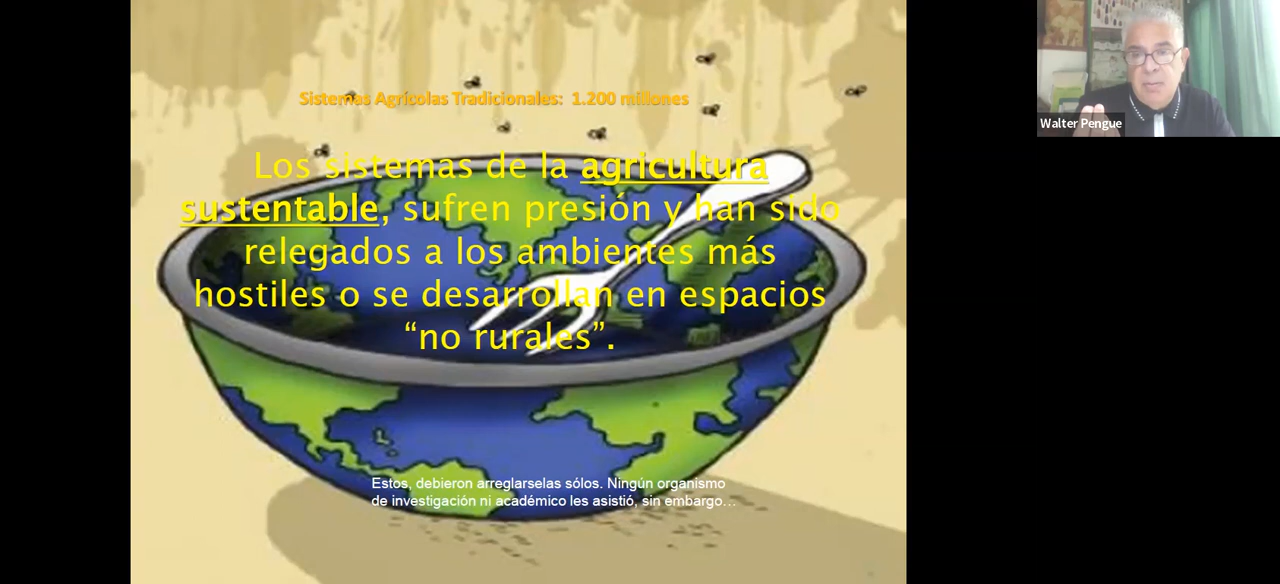 Sistemas Agrícolas Tradicionales: 1.200 millones
Los sistemas de la agricultura
sustentable, sufren presión y han sido
relegados a los ambientes más
hostiles o se desarrollan en espacios
“no rurales”.
Estos, debieron arreglarselas sólos. Ningún organismo
de investigación ni académico les asistió, sin embargo…
Walter Pengue